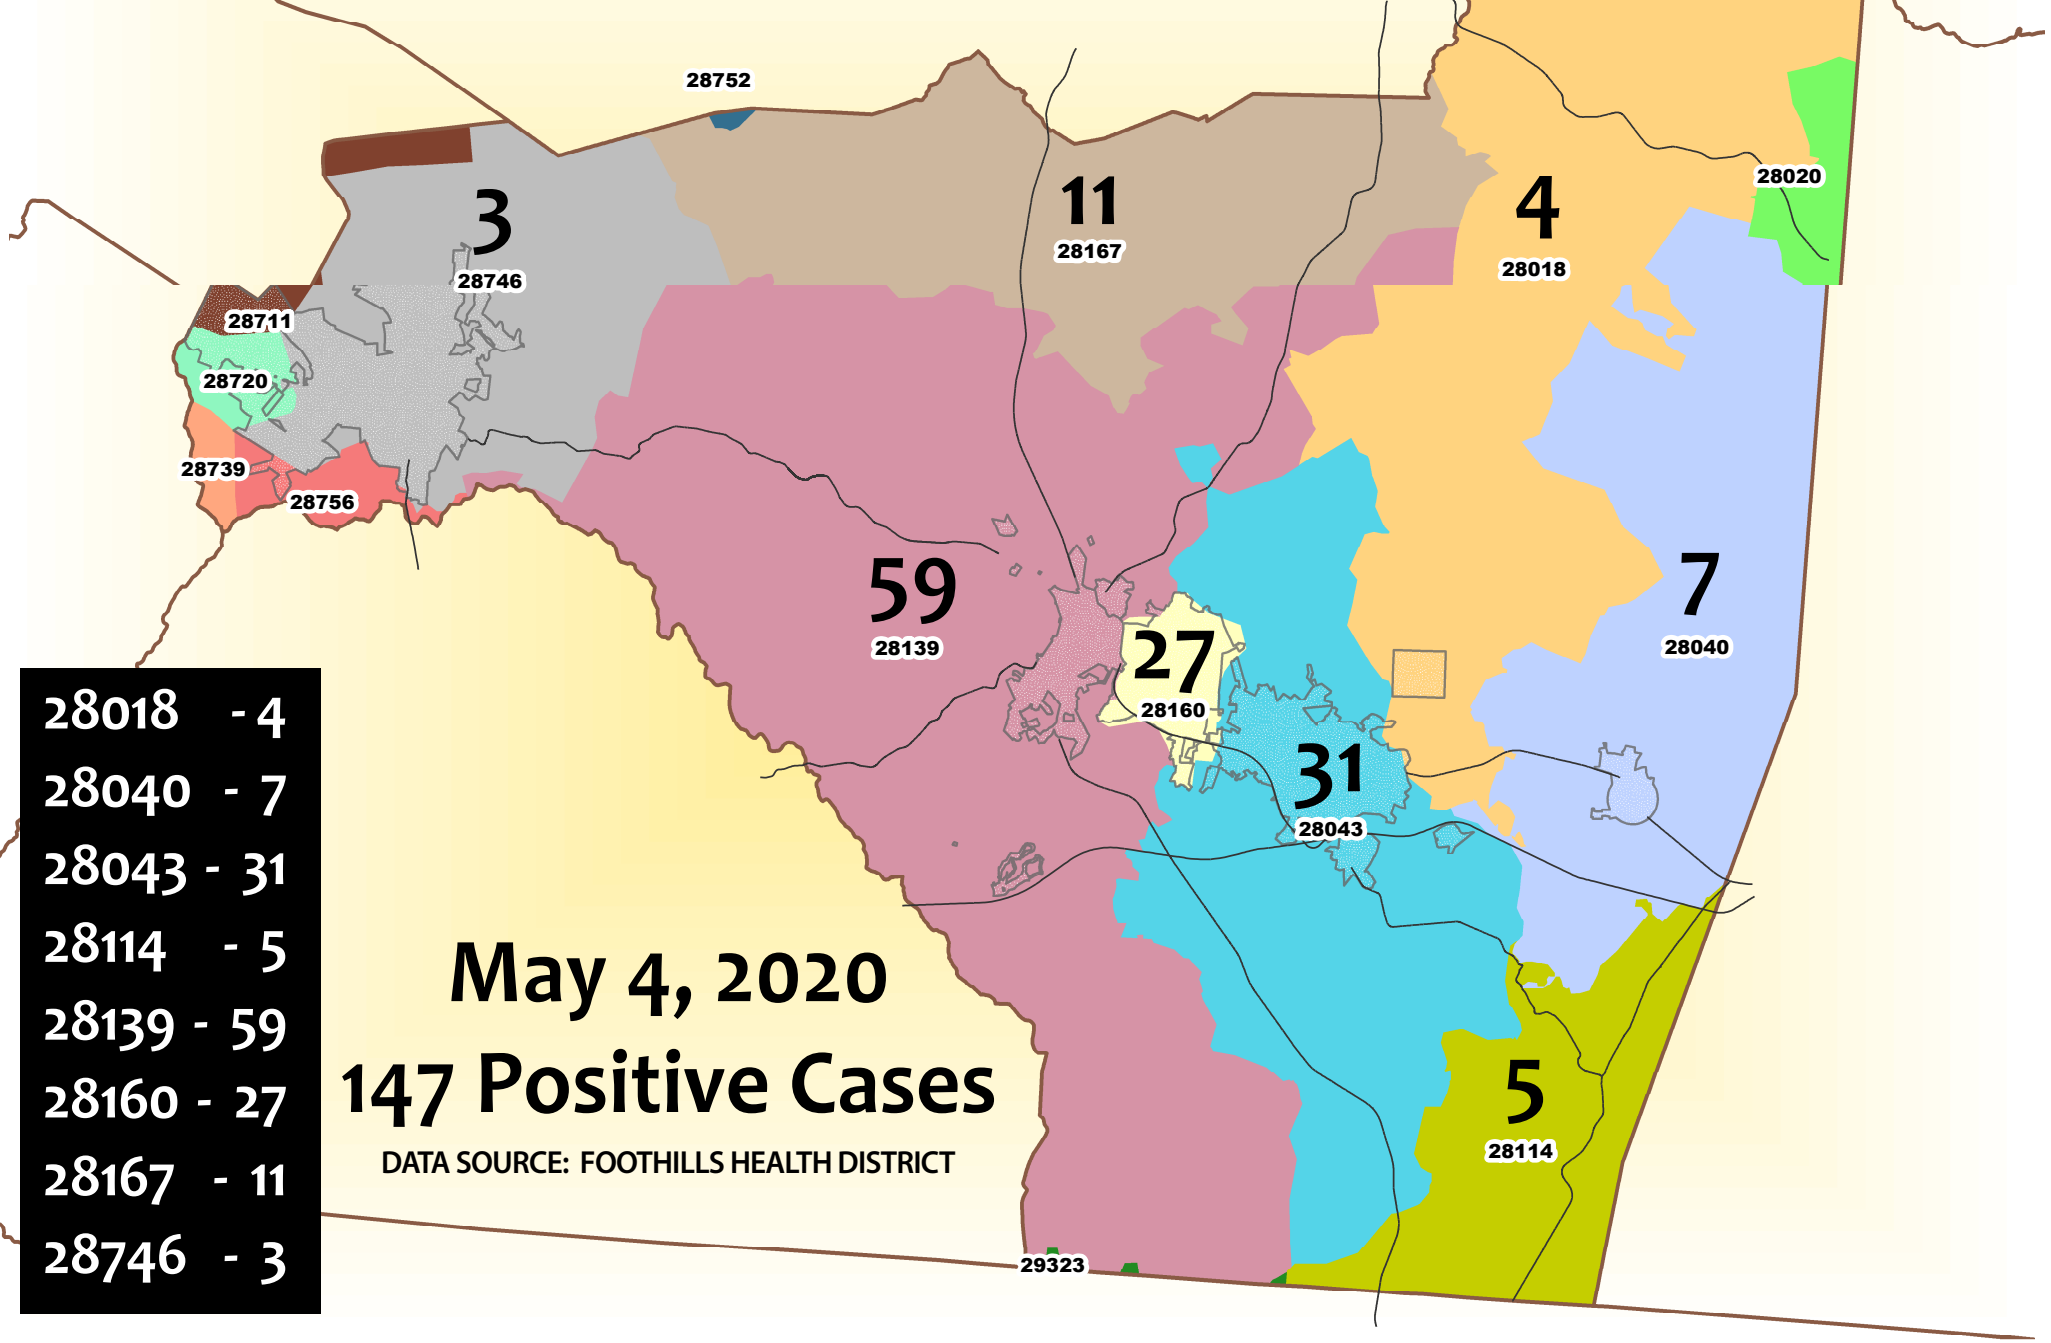 28752
11
28167
4
28018
28020
3
28746
28711
28720
28739
28756
59
28139
27
28160
7
28040
31
28043
5
28114
29323
28018 - 4
28040 - 7
28043 - 31
28114 - 5
28139 - 59
28160 - 27
28167 - 11
28746 - 3
May 4, 2020
147 Positive Cases
DATA SOURCE: FOOTHILLS HEALTH DISTRICT